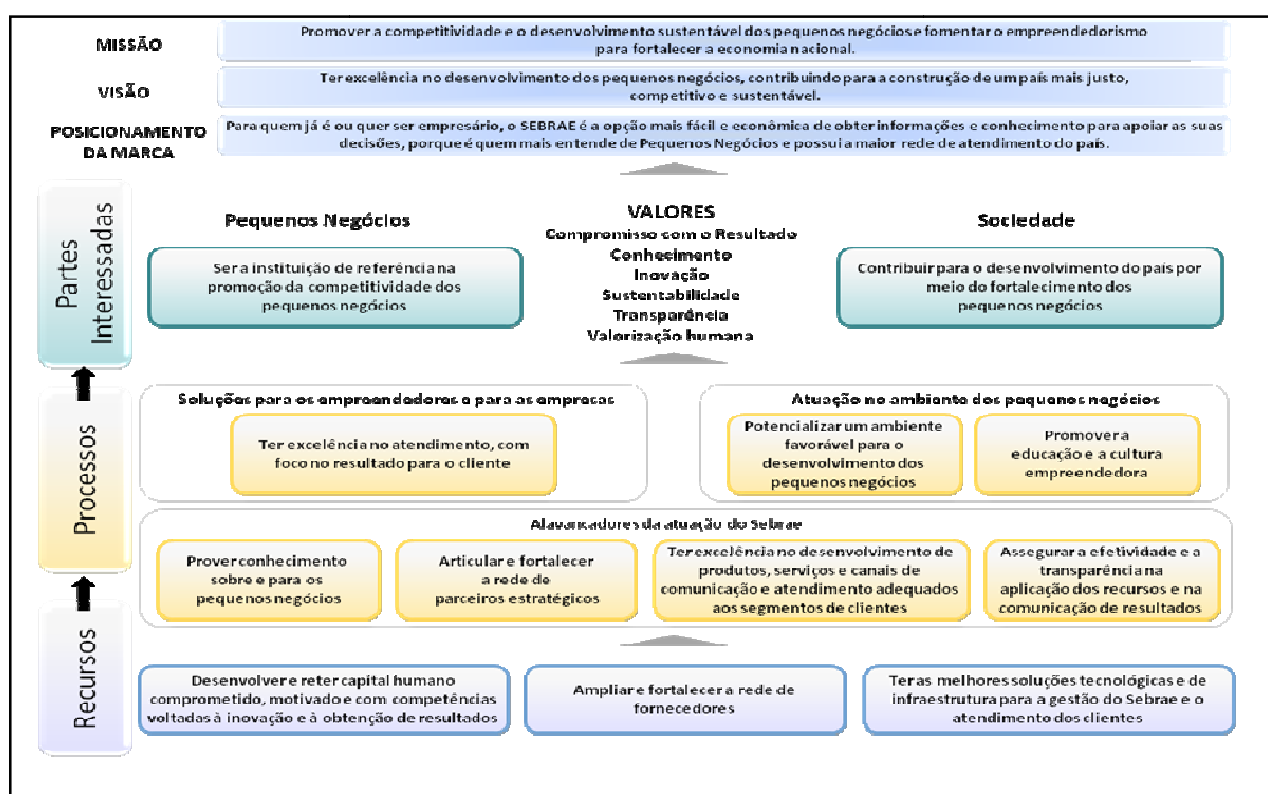 MISSÃO
Promover a competitividade e o desenvolvimento sustentável dos pequenos negócios e fomentar o empreendedorismo
para fortalecer a economia nacional.
VISÃO
Ter excelência no desenvolvimento dos pequenos negócios, contribuindo para a construção de um país mais justo,
competitivo e sustentável.
POSICIONAMENTO
DA MARCA
Para quem já é ou quer ser empresário, o SEBRAE é a opção mais fácil e econômica de obter informações e conhecimento para apoiar as suas
decisões, porque é quem mais entende de Pequenos Negócios e possui a maior rede de atendimento do país.
Partes
Interessadas
Pequenos Negócios
Ser a instituição de referência na
promoção da competitividade dos
pequenos negócios
VALORES
Compromisso com o Resultado
Conhecimento
Inovação
Sustentabilidade
Transparência
Valorização humana
Sociedade
Contribuir para o desenvolvimento do país por
meio do fortalecimento dos
pequenos negócios
Processos
Soluções para os empreendedores e para as empresas
Ter excelência no atendimento, com
foco no resultado para o cliente
Atuação no ambiente dos pequenos negócios
Potencializar um ambiente
favorável para o
desenvolvimento dos
pequenos negócios
Promover a
educação e a cultura
empreendedora
Alavancadores da atuação do Sebrae
Prover conhecimento
sobre e para os
pequenos negócios
Articular e fortalecer
a rede de
parceiros estratégicos
Ter excelência no desenvolvimento de
produtos, serviços e canais de
comunicação e atendimento adequados
aos segmentos de clientes
Assegurar a efetividade e a
transparência na
aplicação dos recursos e na
comunicação de resultados
Recursos
Desenvolver e reter capital humano
comprometido, motivado e com competências
voltadas à inovação e à obtenção de resultados
Ampliar e fortalecer a rede de
fornecedores
Ter as melhores soluções tecnológicas e de
infraestrutura para a gestão do Sebrae e o
atendimento dos clientes